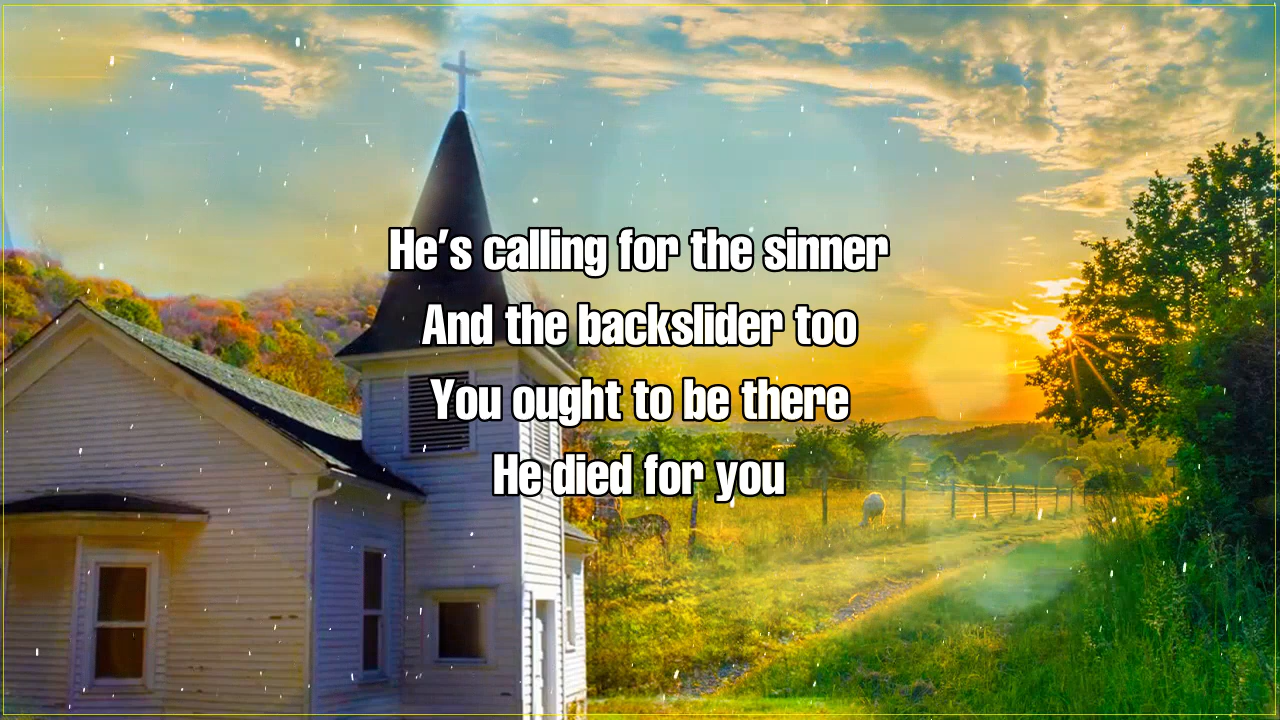 He's calling for the sinner
And the backslider too
You ought to be there
He died for you